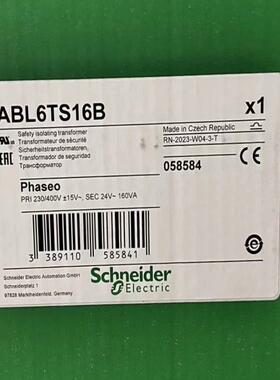 ABL6TS16B
x1
Safety isolating transformer
Transformateur de sécurité
Sicherheitstransformatoren,
Transformador de seguridad
Трансформатор
Made in Czech Republic
RN-2023-W04-3-T
058584
Phaseo
PRI 230/400V ±15V~, SEC 24V~ 160VA
3 389110 585841
Schneider Electric Automation GmbH
Schneiderplatz 1
97828 Marktheidenfeld, Germany
Schneider
Electric